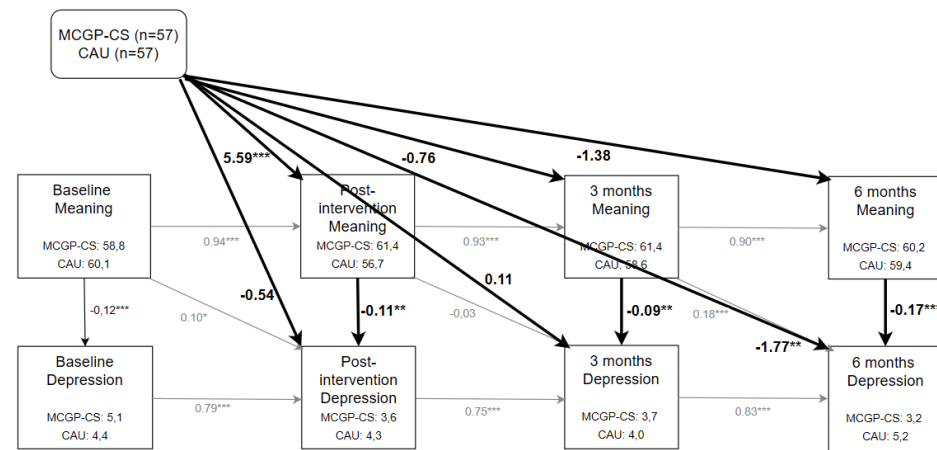 MCGP-CS (n=57)
CAU (n=57)
5.59***
-0.76
-1.38
Baseline
Meaning
MCGP-CS: 58,8
CAU: 60,1
0.94***
Post-
intervention
Meaning
MCGP-CS: 61,4
CAU: 56,7
0.93***
3 months
Meaning
MCGP-CS: 61,4
CAU: 58,6
0.90***
6 months
Meaning
MCGP-CS: 60,2
CAU: 59,4
-0,12***
0.10*
-0.54
-0.11**
-0,03
0.11
-0.09**
0.18***
-1.77**
-0.17***
Baseline
Depression
MCGP-CS: 5,1
CAU: 4,4
0.79***
Post-
intervention
Depression
MCGP-CS: 3,6
CAU: 4,3
0.75***
3 months
Depression
MCGP-CS: 3,7
CAU: 4,0
0.83***
6 months
Depression
MCGP-CS: 3,2
CAU: 5,2